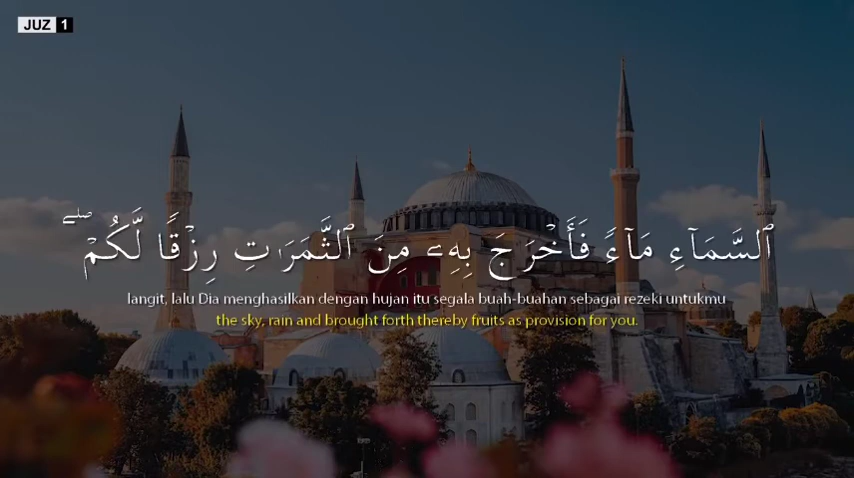 JUZ 1
ٱلسَّمَآءِ مَآءً فَأَخْرَجَ بِهِۦ مِنَ ٱلثَّمَرَٰتِ رِزْقًا لَّكُمْ ۖ
langit, lalu Dia menghasilkan dengan hujan itu segala buah-buahan sebagai rezeki untukmu
the sky, rain and brought forth thereby fruits as provision for you.